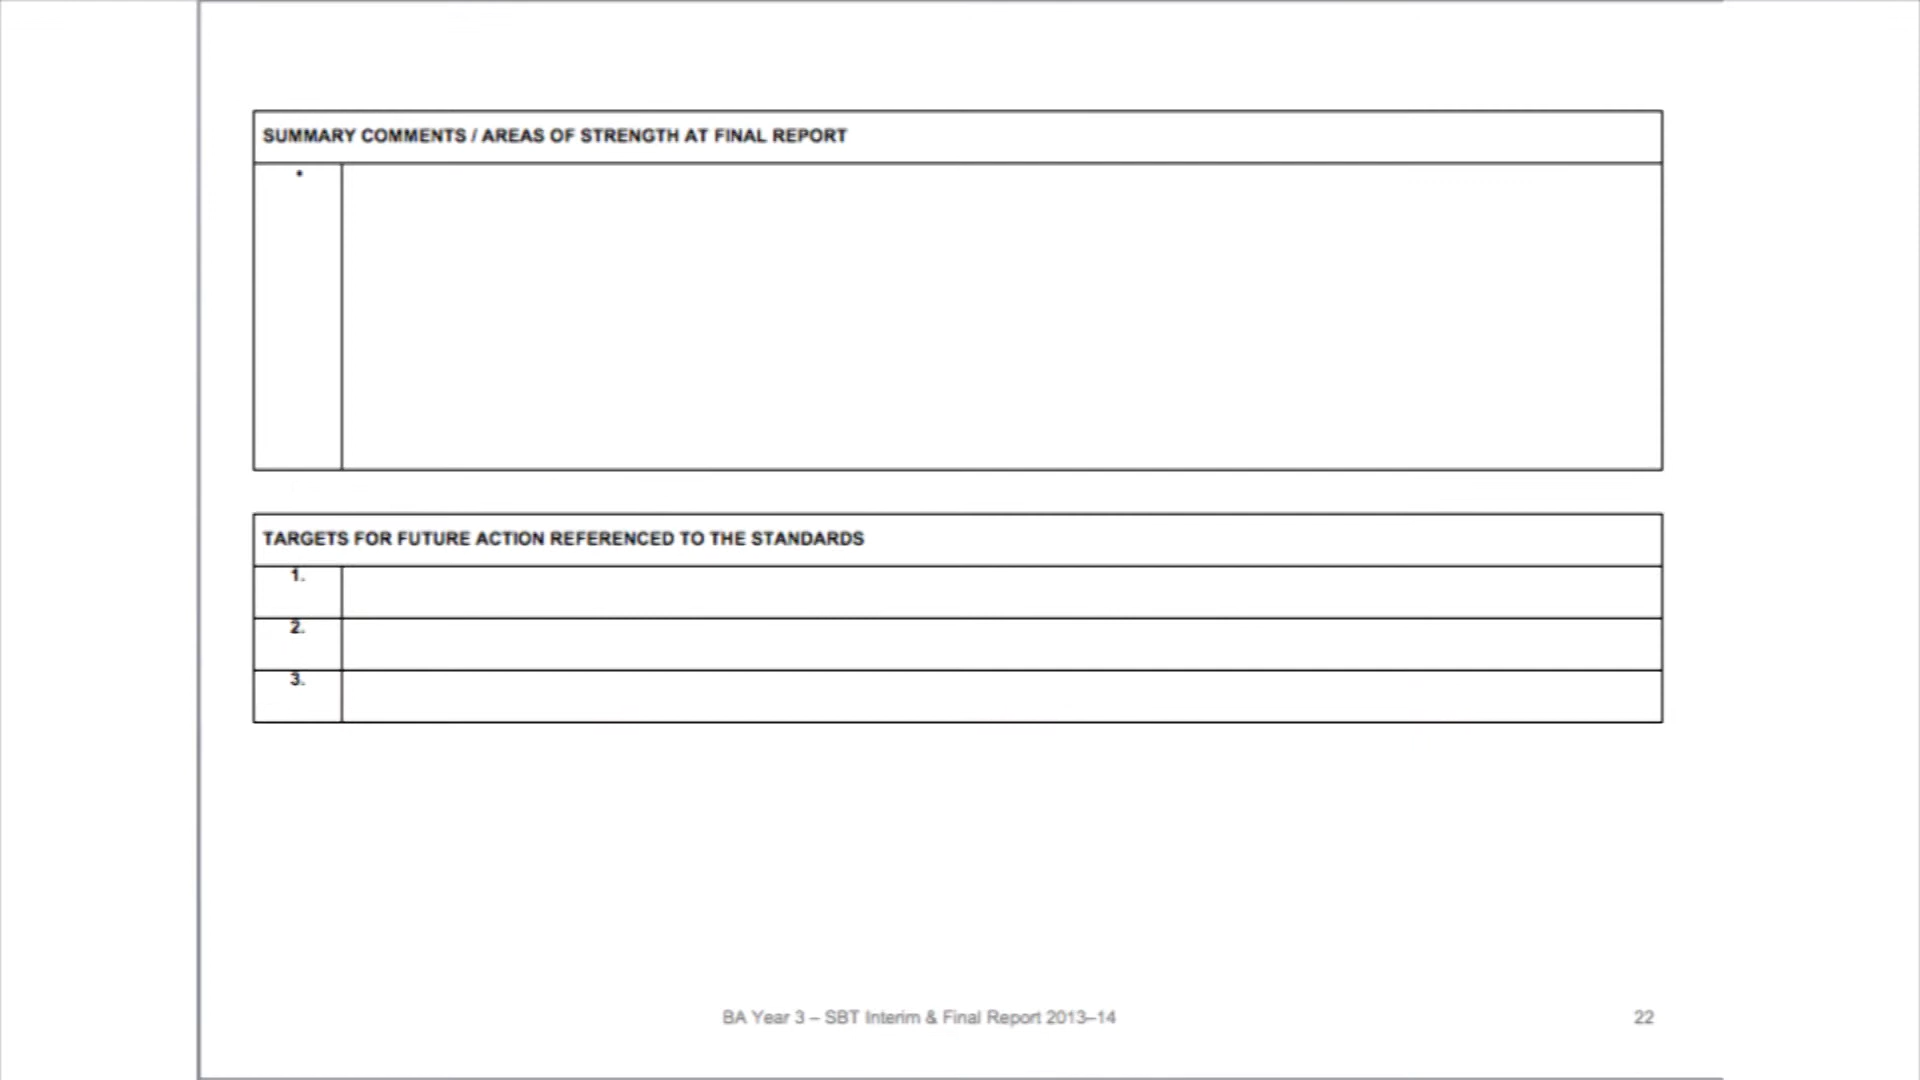 SUMMARY COMMENTS / AREAS OF STRENGTH AT FINAL REPORT
•
TARGETS FOR FUTURE ACTION REFERENCED TO THE STANDARDS
1.
2.
3.
BA Year 3 – SBT Interim & Final Report 2013–14 22